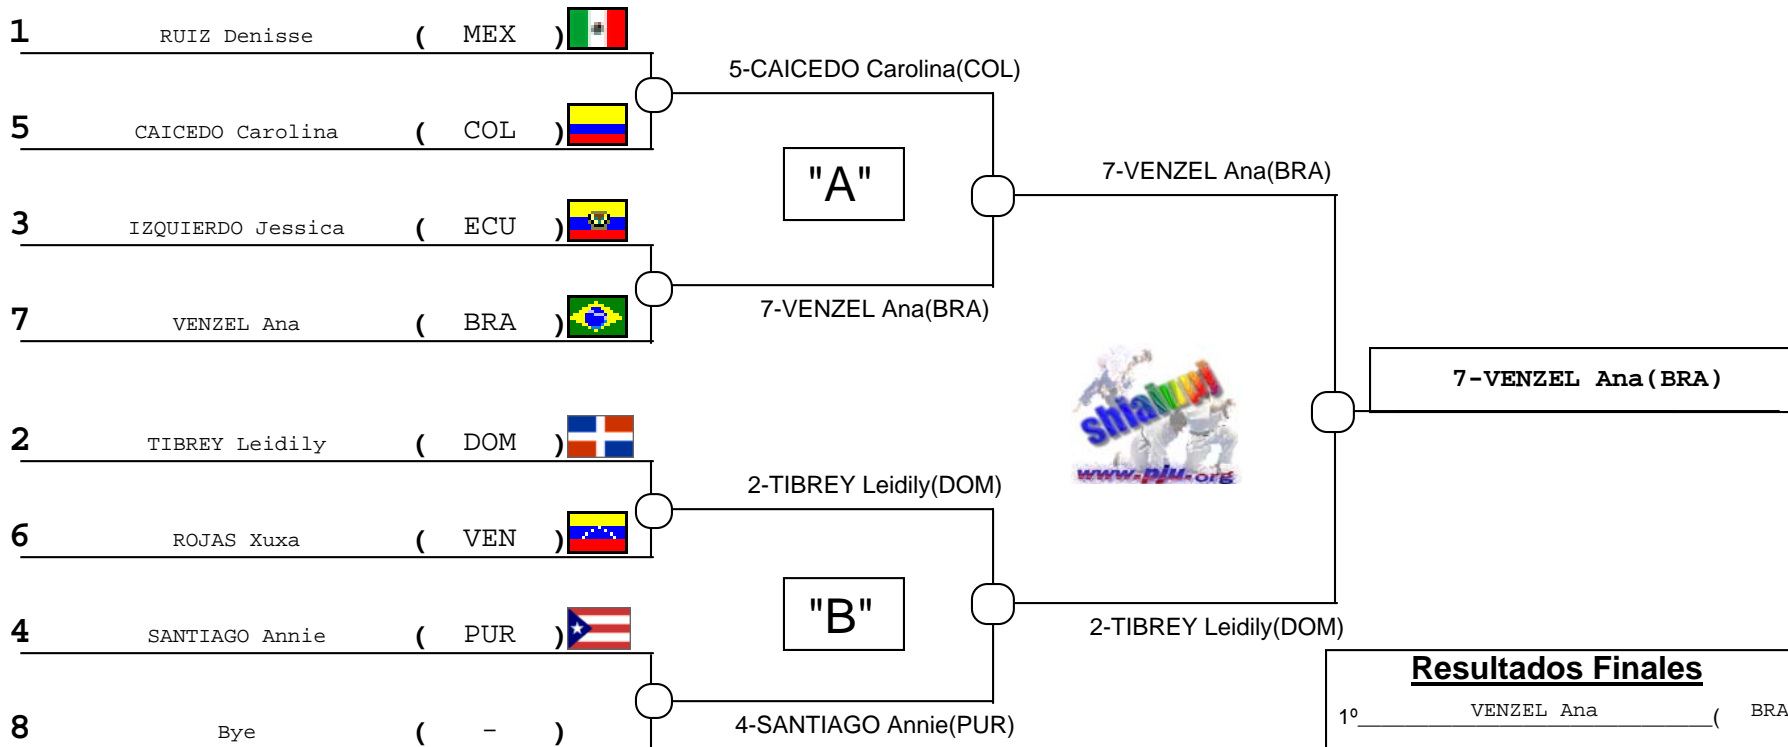 1 RUIZ Denisse ( MEX )
5-CAICEDO Carolina(COL)
5 CAICEDO Carolina ( COL )
"A"
7-VENZEL Ana(BRA)
3 IZQUIERDO Jessica ( ECU )
7-VENZEL Ana(BRA)
7 VENZEL Ana ( BRA )
7-VENZEL Ana(BRA)
shiaiwpj
www.pju.org
2 TIBREY Leidily ( DOM )
2-TIBREY Leidily(DOM)
6 ROJAS Xuxa ( VEN )
"B"
2-TIBREY Leidily(DOM)
4 SANTIAGO Annie ( PUR )
4-SANTIAGO Annie(PUR)
8 Bye ( - )
Resultados Finales
1º VENZEL Ana ( BRA